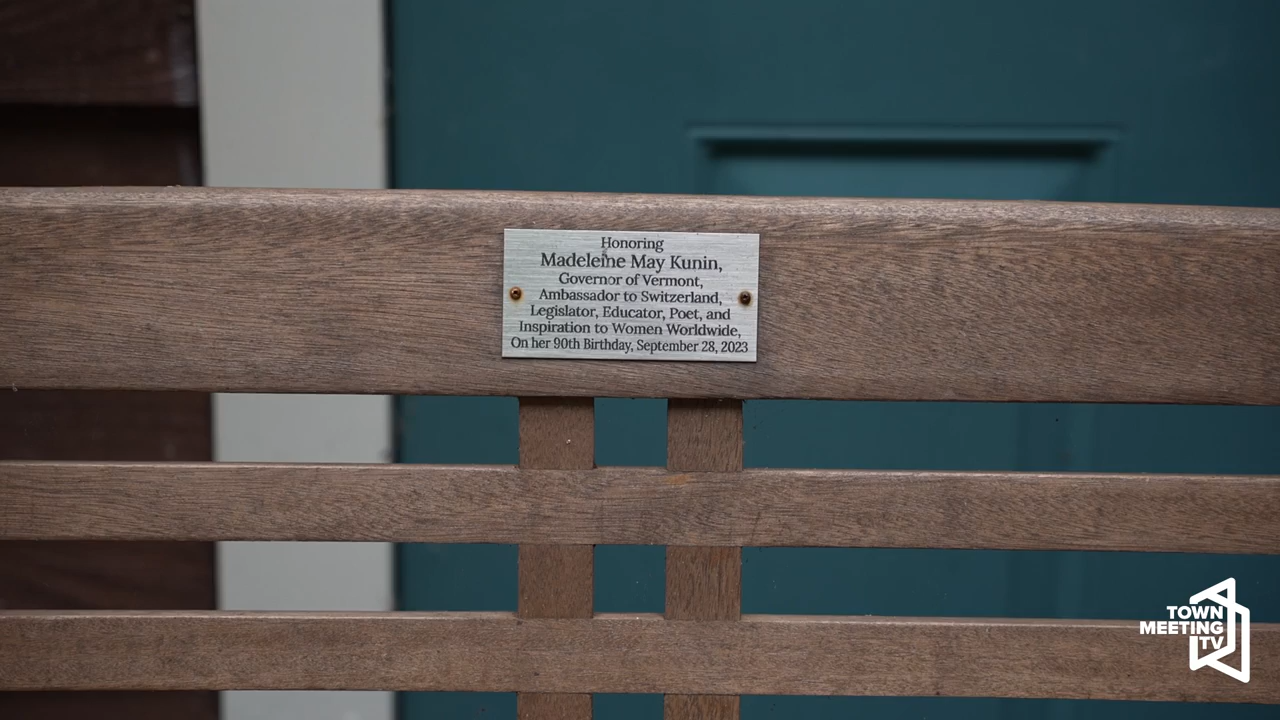 Honoring
Madeleine May Kunin,
Governor of Vermont,
Ambassador to Switzerland,
Legislator, Educator, Poet, and
Inspiration to Women Worldwide,
On her 90th Birthday, September 28, 2023
TOWN
MEETING
TV